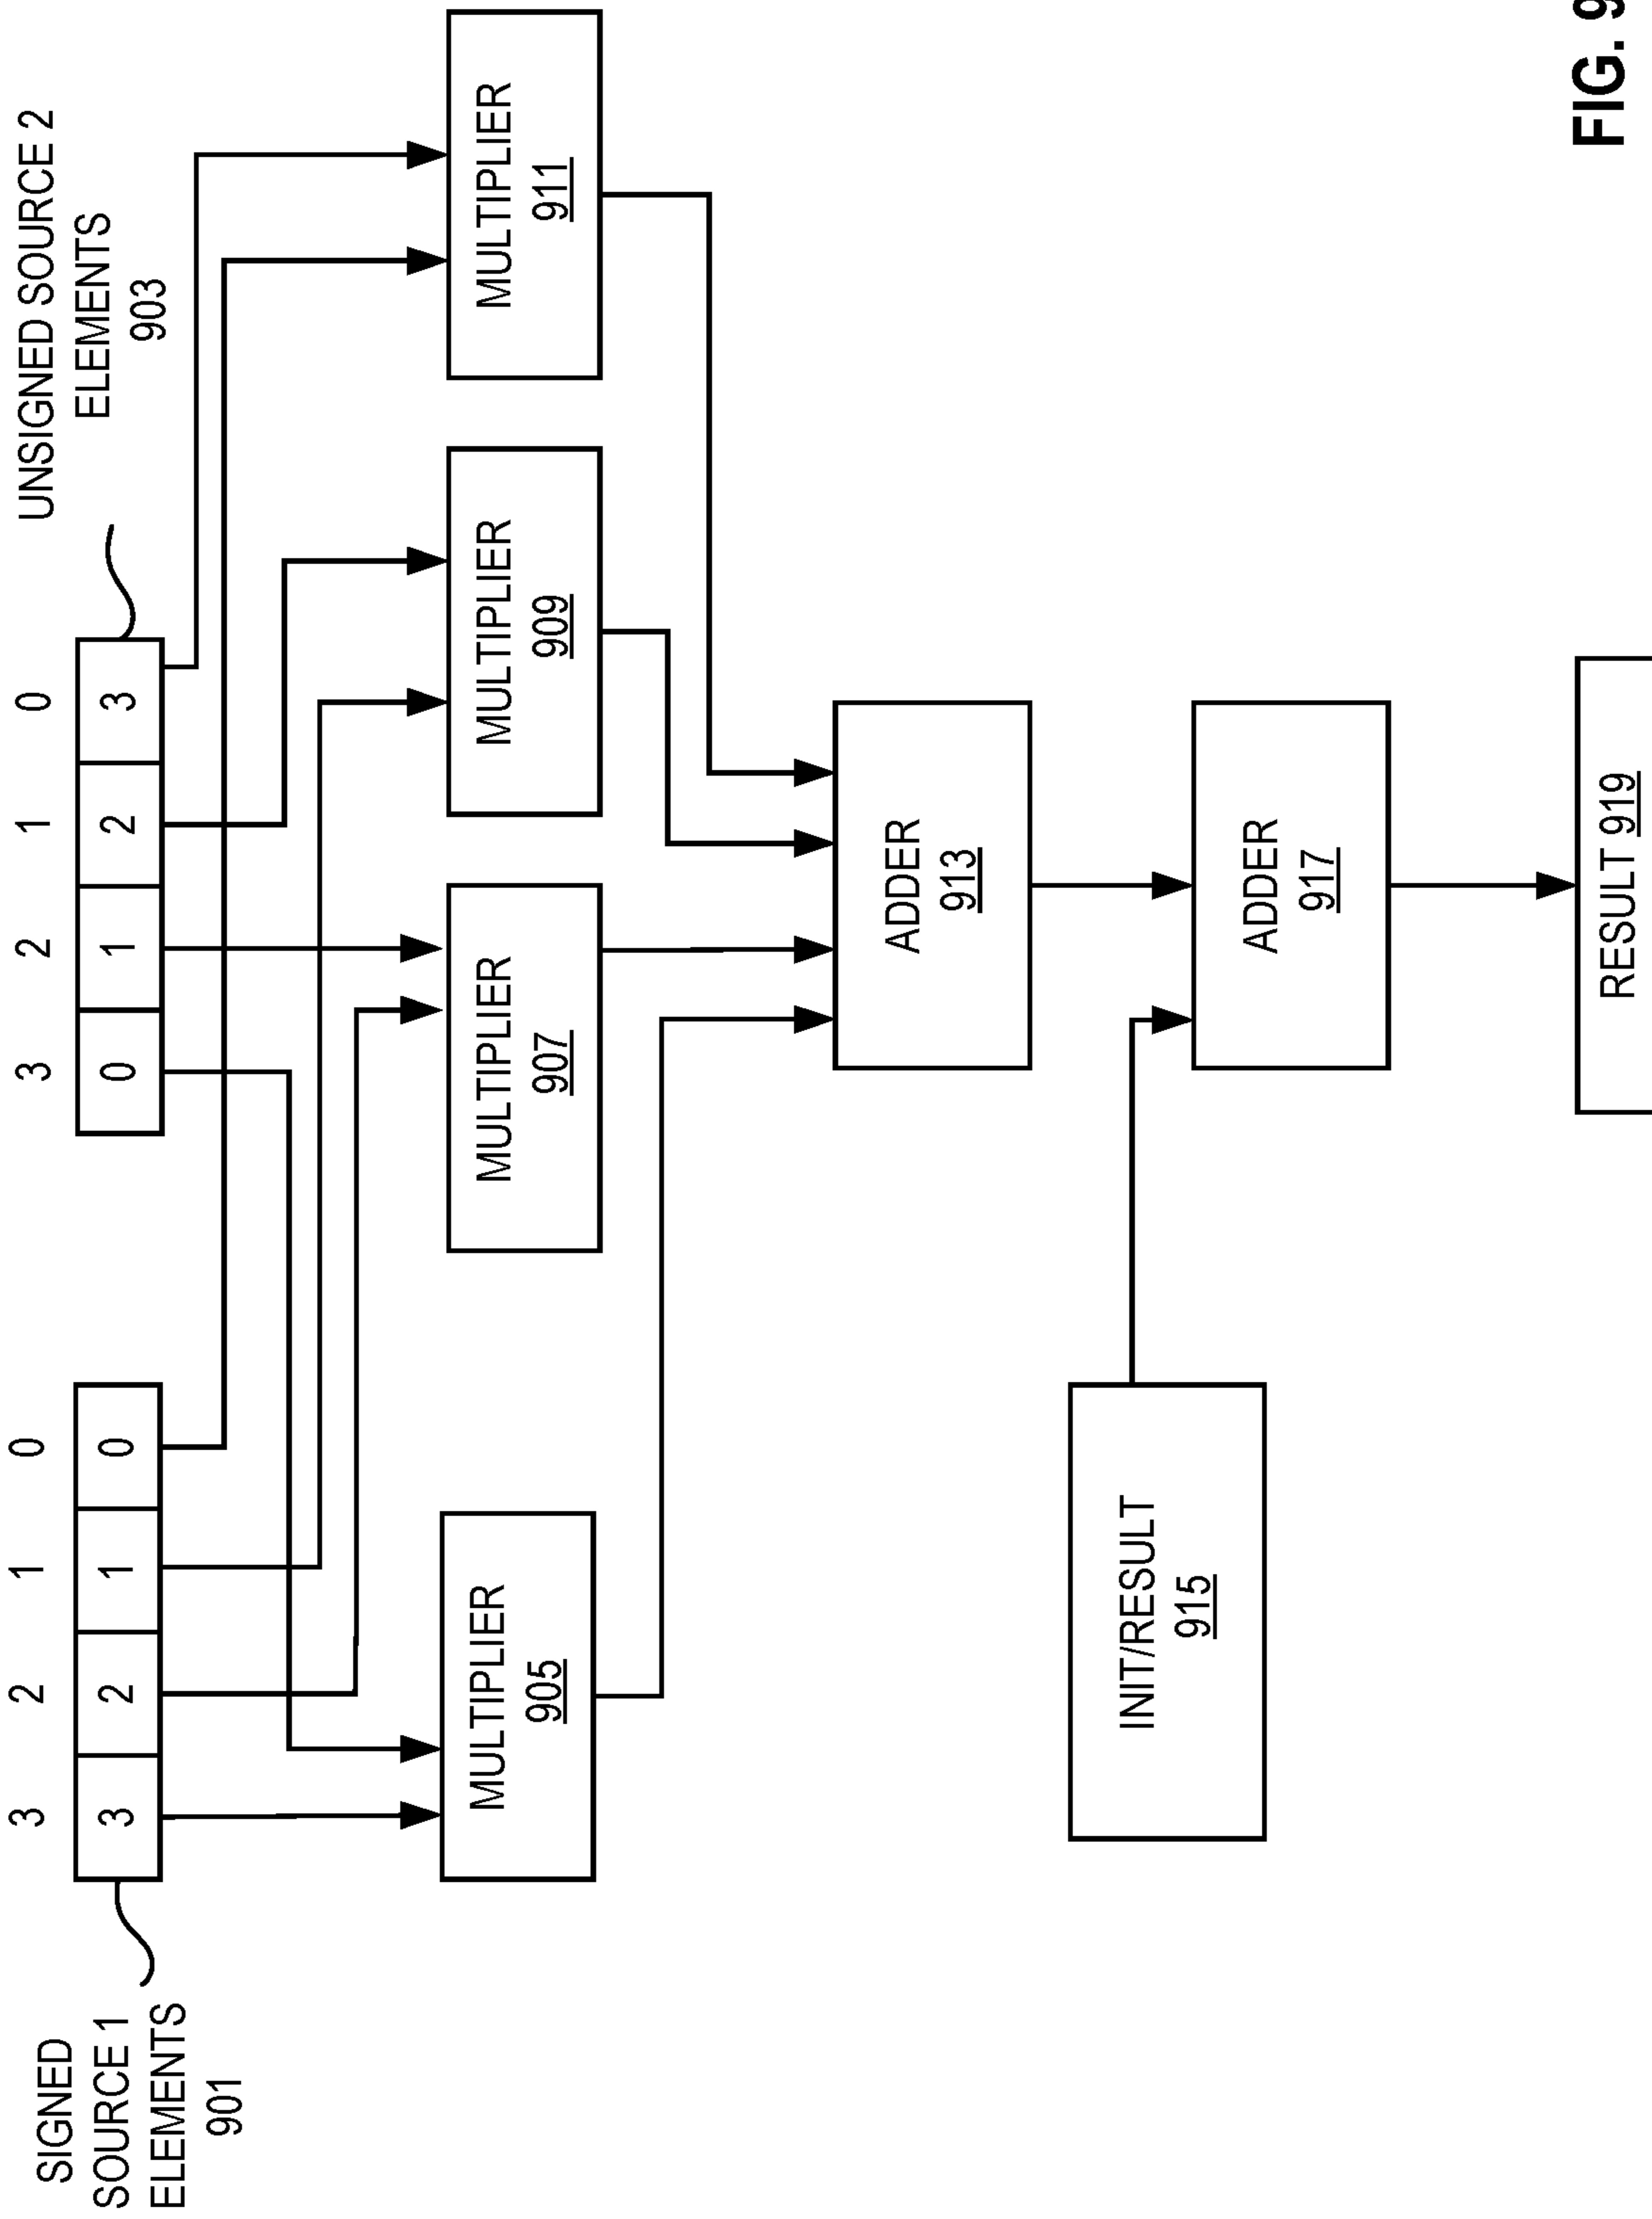 SIGNED
SOURCE 1
ELEMENTS
901
3 2 1 0
3 2 1 0
UNSIGNED SOURCE 2
ELEMENTS
903
3 2 1 0
0 1 2 3
MULTIPLIER
905
MULTIPLIER
907
MULTIPLIER
909
MULTIPLIER
911
ADDER
913
INIT/RESULT
915
ADDER
917
RESULT 919
FIG. 9